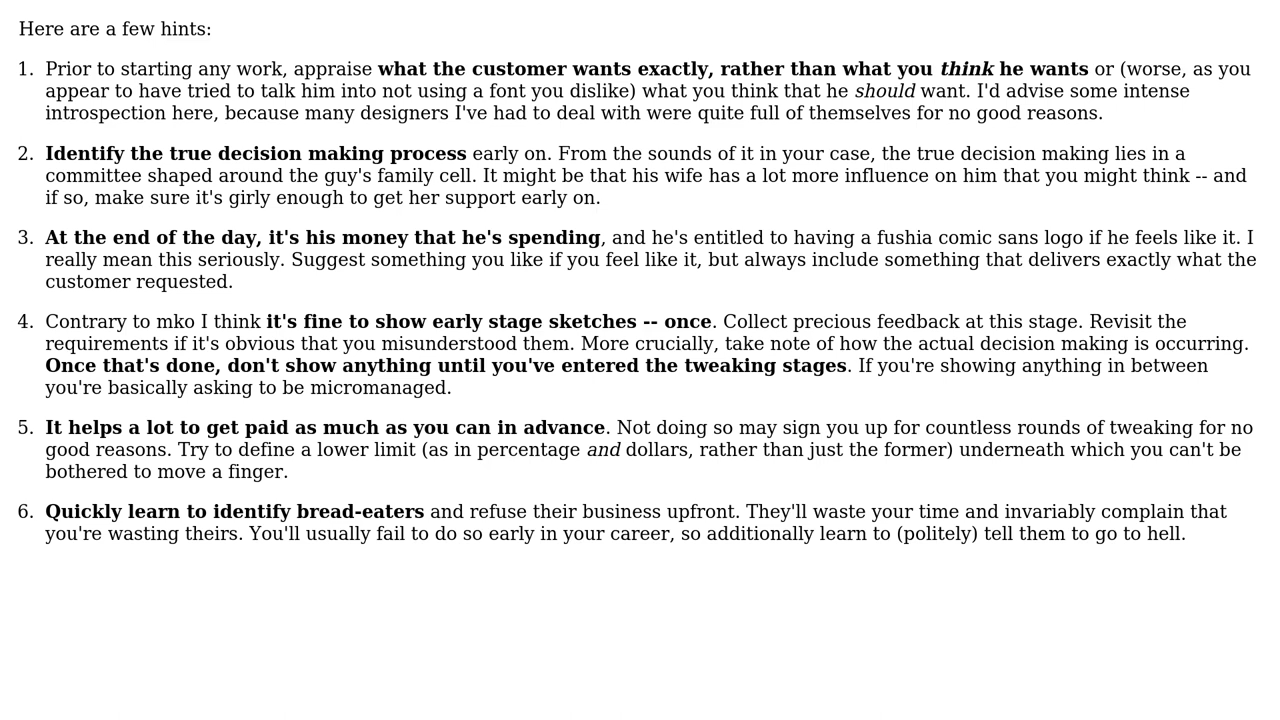 Here are a few hints:
1. Prior to starting any work, appraise what the customer wants exactly, rather than what you think he wants or (worse, as you
appear to have tried to talk him into not using a font you dislike) what you think that he should want. I'd advise some intense
introspection here, because many designers I've had to deal with were quite full of themselves for no good reasons.
2. Identify the true decision making process early on. From the sounds of it in your case, the true decision making lies in a
committee shaped around the guy's family cell. It might be that his wife has a lot more influence on him that you might think -- and
if so, make sure it's girly enough to get her support early on.
3. At the end of the day, it's his money that he's spending, and he's entitled to having a fushia comic sans logo if he feels like it. I
really mean this seriously. Suggest something you like if you feel like it, but always include something that delivers exactly what the
customer requested.
4. Contrary to mko I think it's fine to show early stage sketches -- once. Collect precious feedback at this stage. Revisit the
requirements if it's obvious that you misunderstood them. More crucially, take note of how the actual decision making is occurring.
Once that's done, don't show anything until you've entered the tweaking stages. If you're showing anything in between
you're basically asking to be micromanaged.
5. It helps a lot to get paid as much as you can in advance. Not doing so may sign you up for countless rounds of tweaking for no
good reasons. Try to define a lower limit (as in percentage and dollars, rather than just the former) underneath which you can't be
bothered to move a finger.
6. Quickly learn to identify bread-eaters and refuse their business upfront. They'll waste your time and invariably complain that
you're wasting theirs. You'll usually fail to do so early in your career, so additionally learn to (politely) tell them to go to hell.